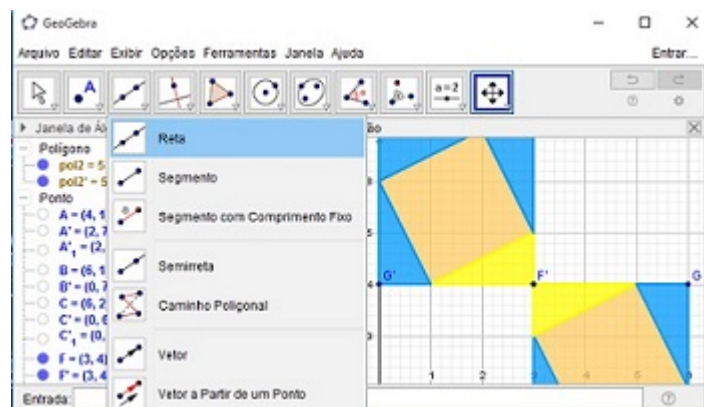 GeoGebra
Arquivo Editar Exibir Opções Ferramentas Janela Ajuda
Entrar...
A
a=2
Janela de Ál
ão
Reta
Segmento
Segmento com Comprimento Fixo
Semirreta
Caminho Poligonal
Vetor
Vetor a Partir de um Ponto
Polígono
pol2 = 5
pol2' = 5
Ponto
A = (4, 1
A' = (2, 7
A'₁ = (2,
B = (6, 1
B' = (0, 7
C = (6, 2
C' = (0, 6
C'₁ = (0,
F = (3, 4)
F' = (3, 4
Entrada:
G'
F'
G
5
4
3
1
2